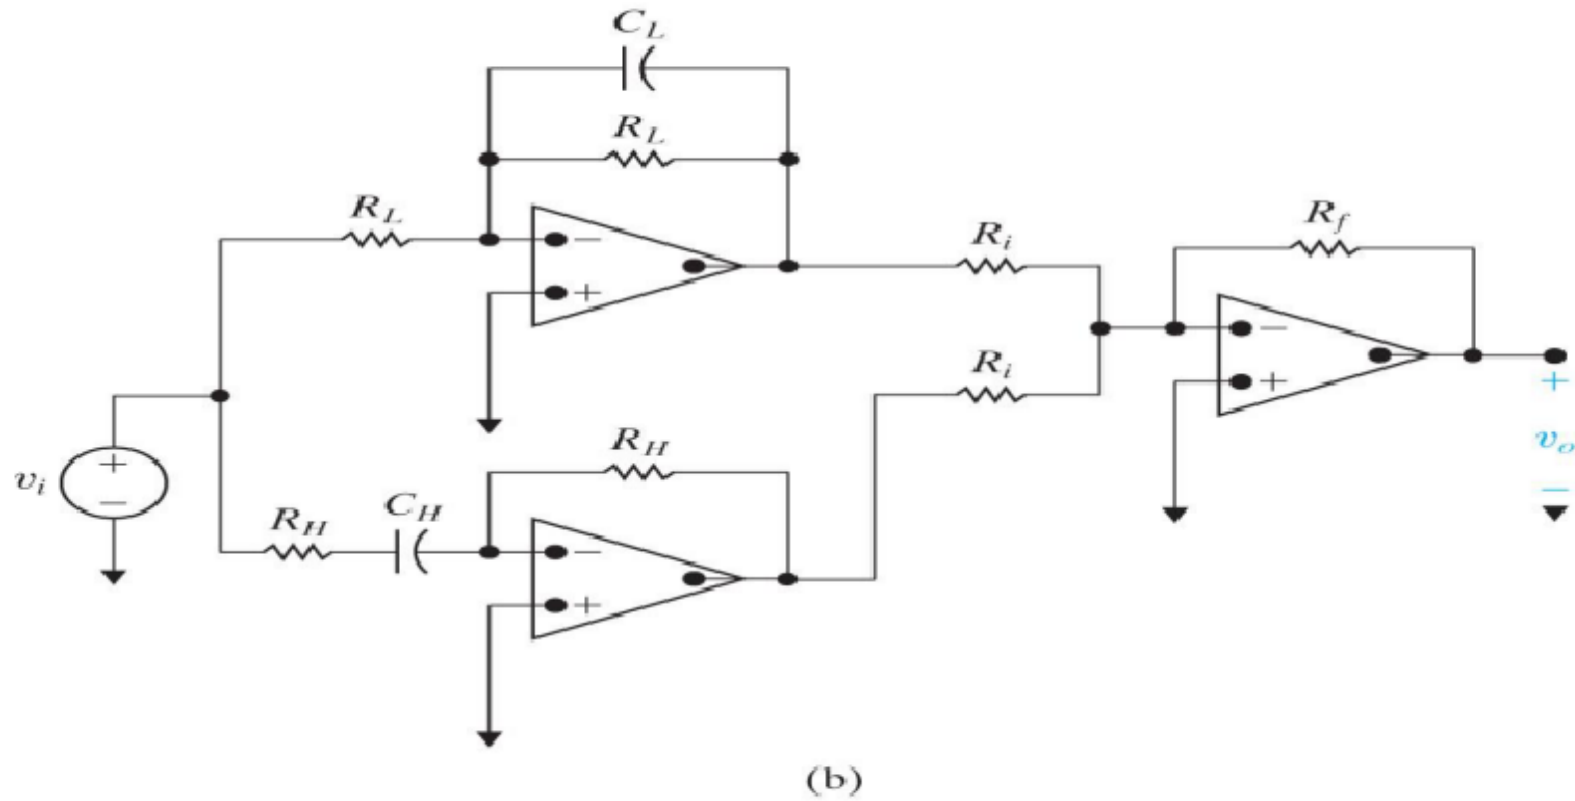 C_L
R_L
R_L
−
+
R_i
R_f
−
+
R_i
+
v_o
−
v_i
+
−
R_H
C_H
R_H
−
+
(b)